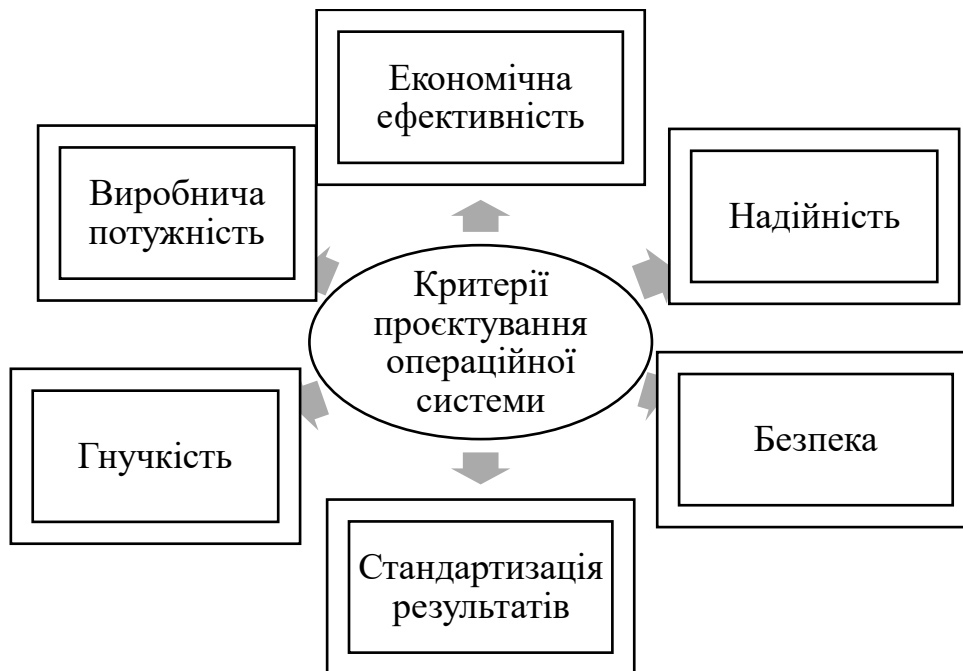 Економічна
ефективність
Виробнича
потужність
Надійність
Критерії
проєктування
операційної
системи
Гнучкість
Безпека
Стандартизація
результатів